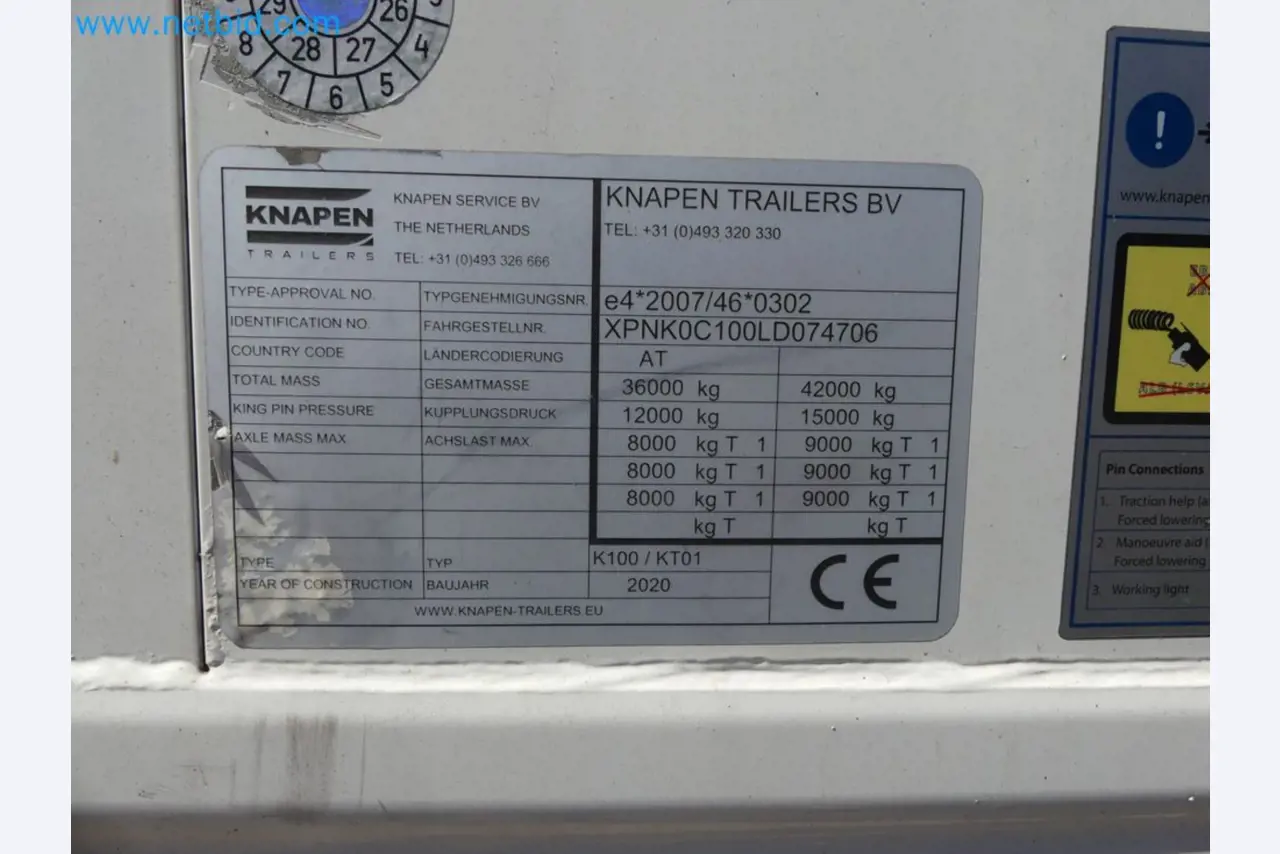 www.netbid.com
29 26
8 28 27 4
7 6 5
KNAPEN
TRAILERS
KNAPEN SERVICE BV
THE NETHERLANDS
TEL: +31 (0)493 326 666
KNAPEN TRAILERS BV
TEL: +31 (0)493 320 330
TYPE-APPROVAL NO. TYPGENEHMIGUNGSNR. e4*2007/46*0302
IDENTIFICATION NO. FAHRGESTELLNR. XPNK0C100LD074706
COUNTRY CODE LÄNDERCODIERUNG AT
TOTAL MASS GESAMTMASSE 36000 kg 42000 kg
KING PIN PRESSURE KUPPLUNGSDRUCK 12000 kg 15000 kg
AXLE MASS MAX. ACHSLAST MAX. 8000 kg T 1 9000 kg T 1
8000 kg T 1 9000 kg T 1
8000 kg T 1 9000 kg T 1
kg T kg T
TYPE TYP K100 / KT01
YEAR OF CONSTRUCTION BAUJAHR 2020
WWW.KNAPEN-TRAILERS.EU
CE
!
www.knapen
Pin Connections
1. Traction help (a
Forced lowering
2. Manoeuvre aid (
Forced lowering
3. Working light